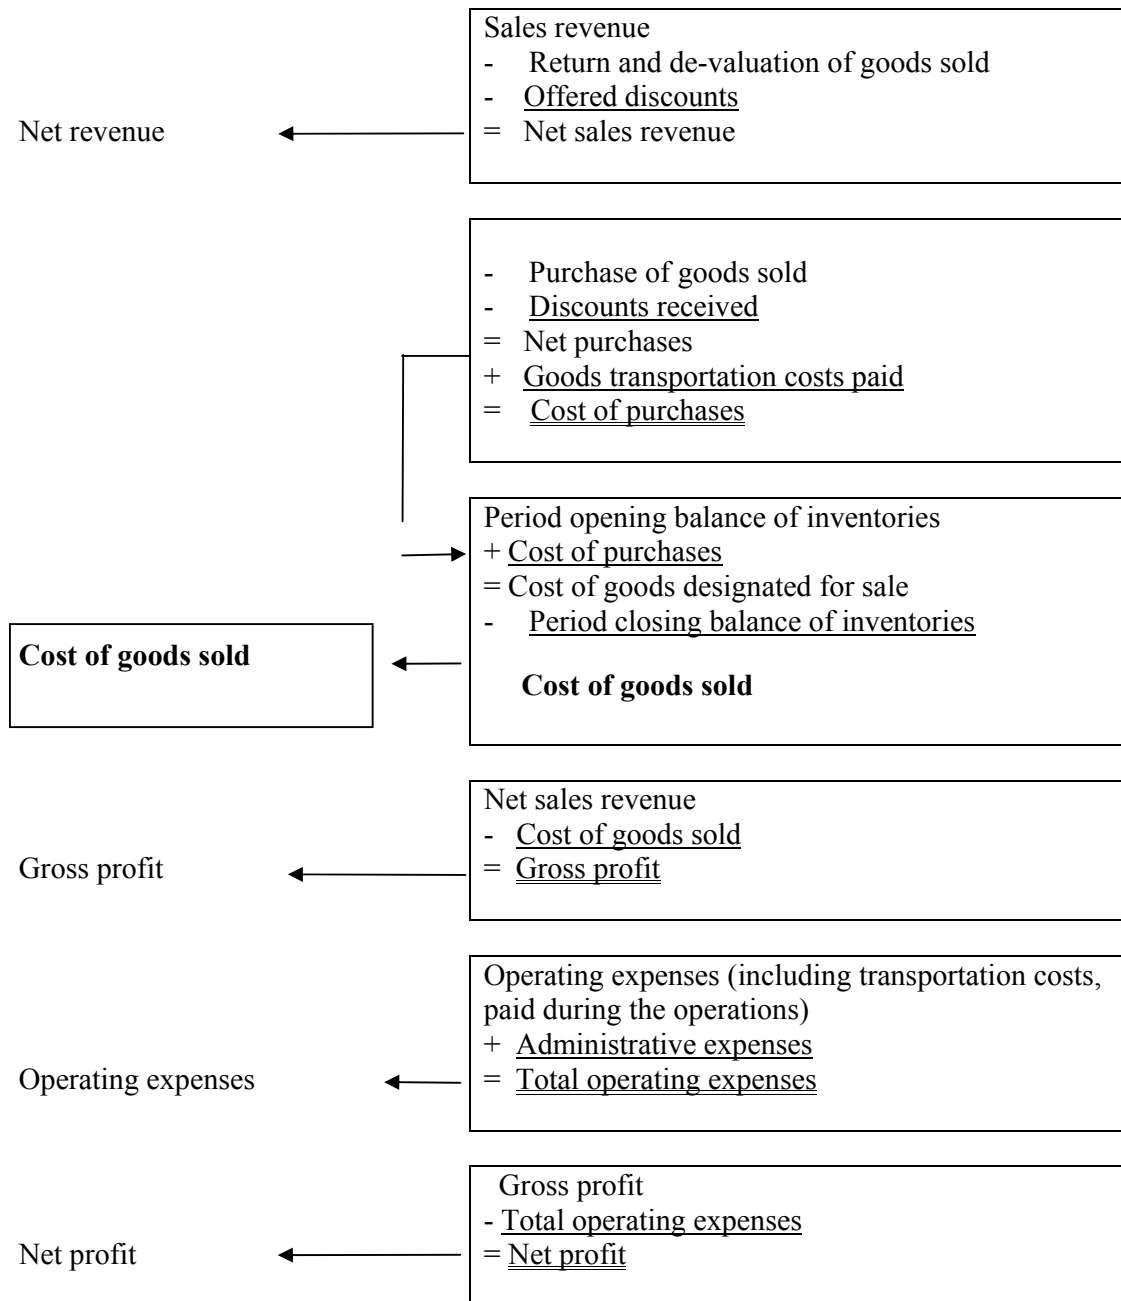 Sales revenue
- Return and de-valuation of goods sold
- Offered discounts
Net revenue
= Net sales revenue
- Purchase of goods sold
- Discounts received
= Net purchases
+ Goods transportation costs paid
= Cost of purchases
Period opening balance of inventories
+ Cost of purchases
= Cost of goods designated for sale
- Period closing balance of inventories
Cost of goods sold
Cost of goods sold
Net sales revenue
- Cost of goods sold
Gross profit
= Gross profit
Operating expenses (including transportation costs,
paid during the operations)
+ Administrative expenses
Operating expenses
= Total operating expenses
Gross profit
- Total operating expenses
Net profit
= Net profit